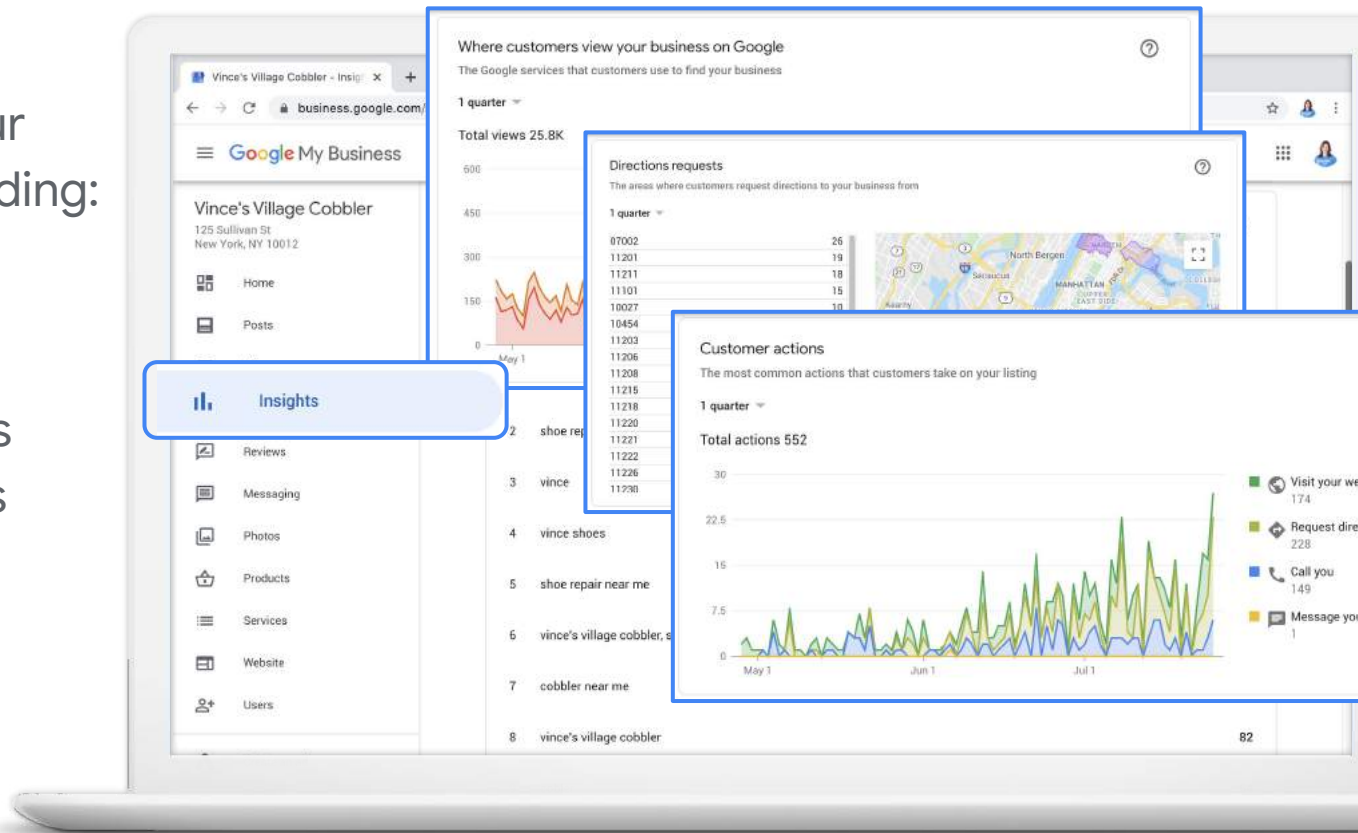 ur
ding:
s
s
Vince's Village Cobbler - Insig
business.google.com/
Google My Business
Vince's Village Cobbler
125 Sullivan St
New York, NY 10012
Home
Posts
Insights
Reviews
Messaging
Photos
Products
Services
Website
Users
Where customers view your business on Google
The Google services that customers use to find your business
1 quarter
Total views 25.8K
600
450
300
150
0
May 1
2 shoe rep
3 vince
4 vince shoes
5 shoe repair near me
6 vince's village cobbler, s
7 cobbler near me
8 vince's village cobbler 82
Directions requests
The areas where customers request directions to your business from
1 quarter
07002 26
11201 19
11211 18
11101 15
10027 10
10454
11203
11206
11208
11215
11218
11220
11221
11222
11226
11230
North Bergen
Secaucus
MANHATTAN
UPPER
EAST SIDE
Kearny
Customer actions
The most common actions that customers take on your listing
1 quarter
Total actions 552
30
22.5
15
7.5
0
May 1
Jun 1
Jul 1
Visit your we
174
Request dire
228
Call you
149
Message you
1